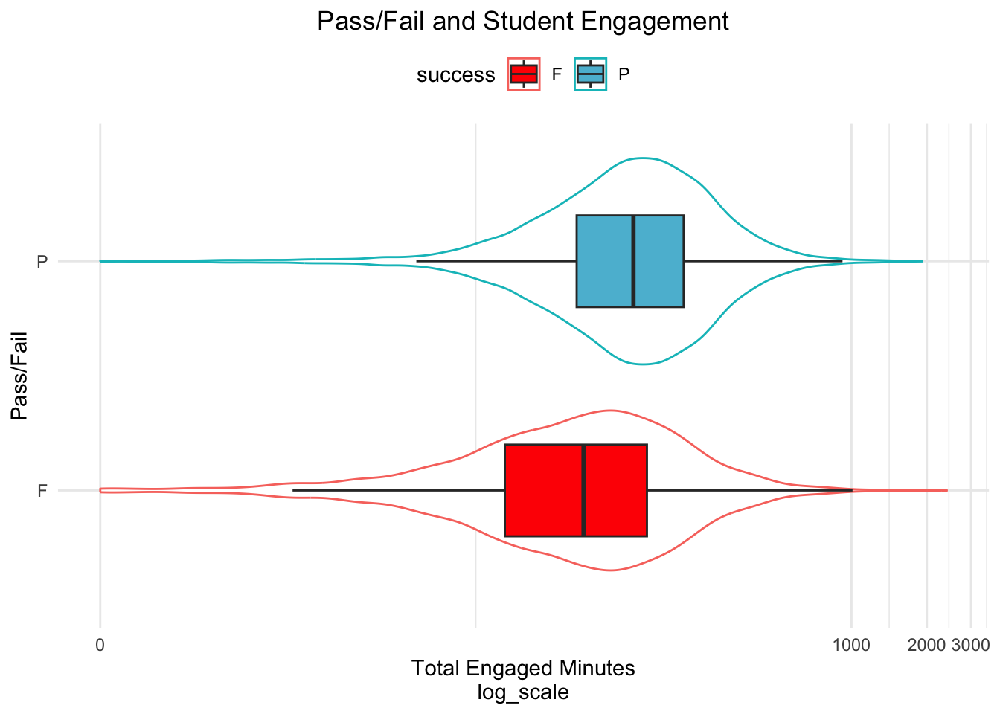 Pass/Fail and Student Engagement
success F P
P
Pass/Fail
F
0 1000 2000 3000
Total Engaged Minutes
log_scale